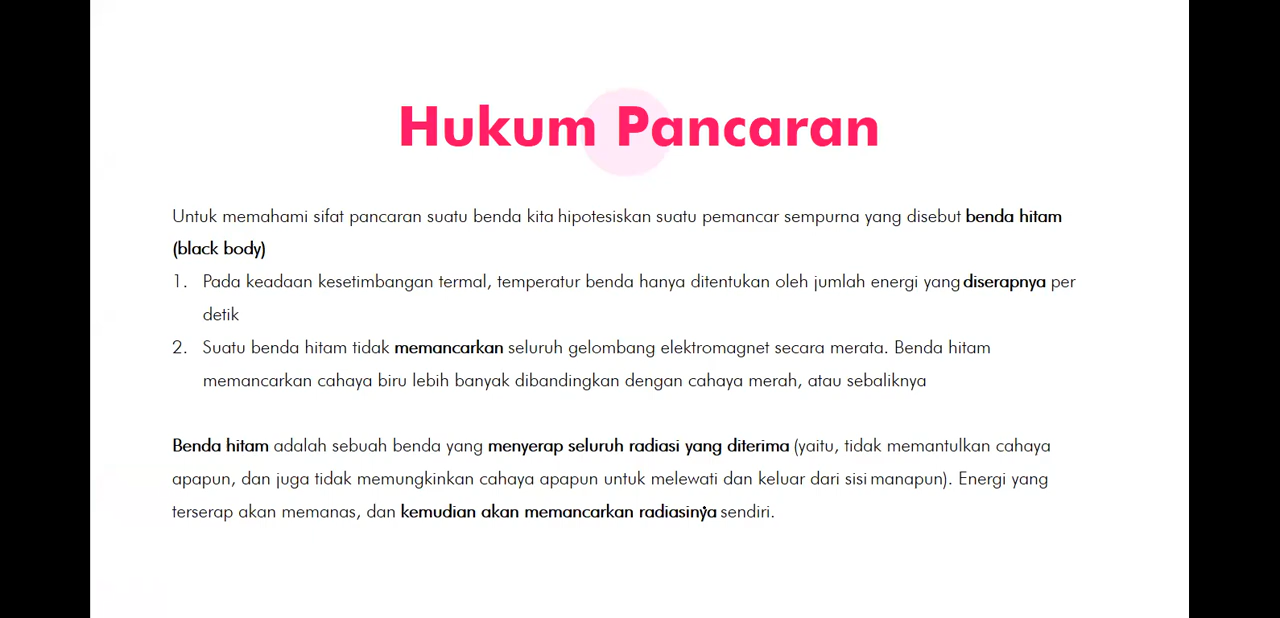 Hukum Pancaran
Untuk memahami sifat pancaran suatu benda kita hipotesiskan suatu pemancar sempurna yang disebut benda hitam
(black body)
1. Pada keadaan kesetimbangan termal, temperatur benda hanya ditentukan oleh jumlah energi yang diserapnya per
detik
2. Suatu benda hitam tidak memancarkan seluruh gelombang elektromagnet secara merata. Benda hitam
memancarkan cahaya biru lebih banyak dibandingkan dengan cahaya merah, atau sebaliknya
Benda hitam adalah sebuah benda yang menyerap seluruh radiasi yang diterima (yaitu, tidak memantulkan cahaya
apapun, dan juga tidak memungkinkan cahaya apapun untuk melewati dan keluar dari sisi manapun). Energi yang
terserap akan memanas, dan kemudian akan memancarkan radiasinya sendiri.